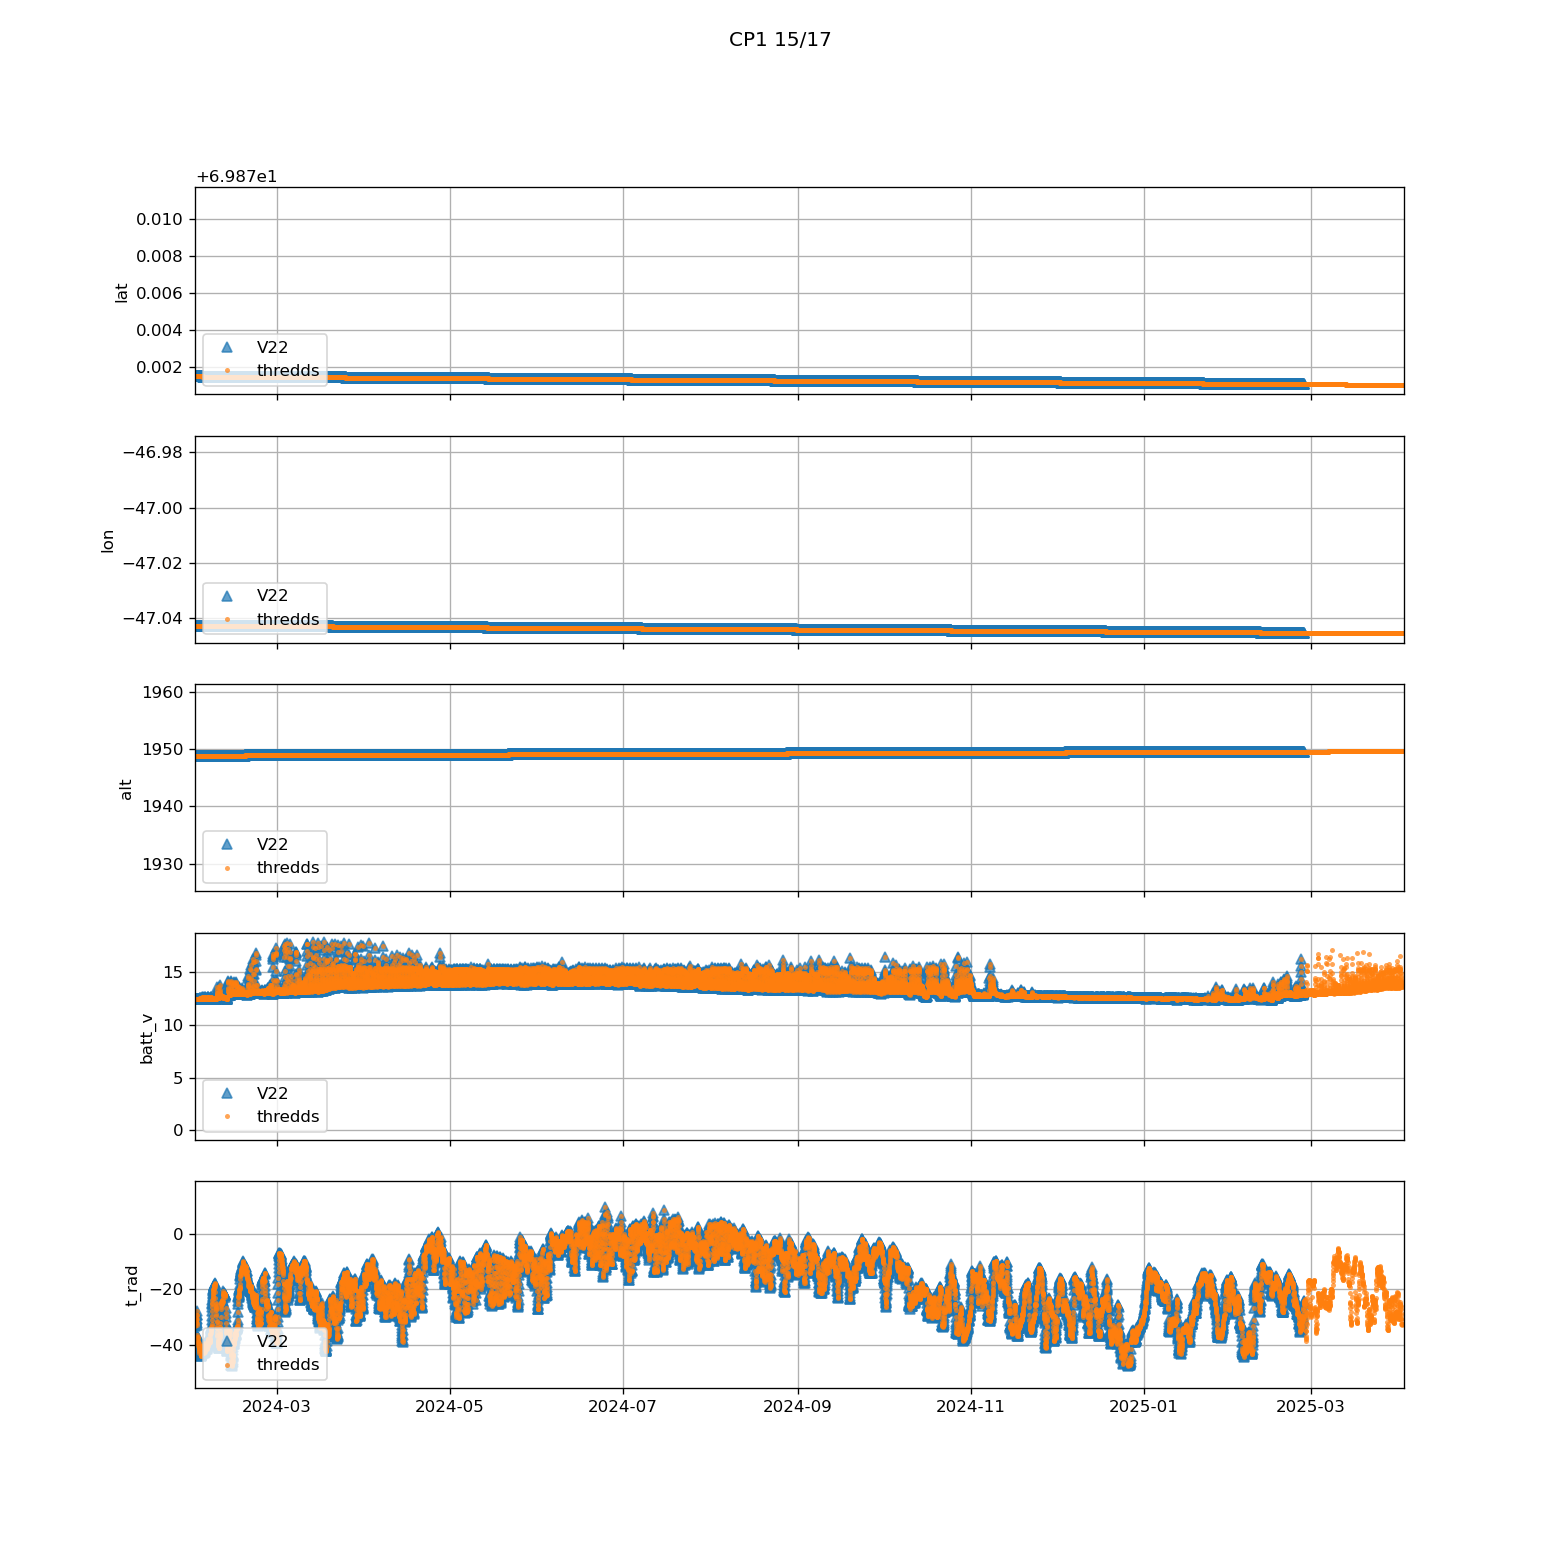 CP1 15/17
+6.987e1
0.010
0.008
0.006
0.004
0.002
lat
V22
thredds
−46.98
−47.00
−47.02
−47.04
lon
V22
thredds
1960
1950
1940
1930
alt
V22
thredds
15
10
5
0
batt_v
V22
thredds
0
−20
−40
t_rad
V22
thredds
2024-03 2024-05 2024-07 2024-09 2024-11 2025-01 2025-03